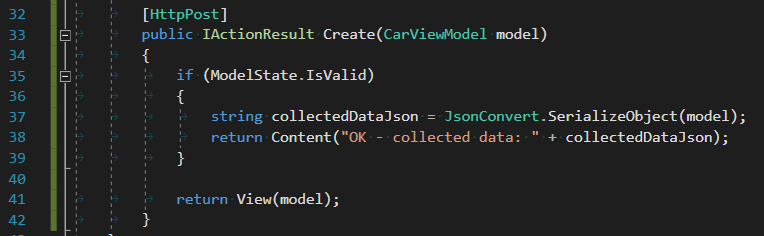 32 [HttpPost]
33 public IActionResult Create(CarViewModel model)
34 {
35 if (ModelState.IsValid)
36 {
37 string collectedDataJson = JsonConvert.SerializeObject(model);
38 return Content("OK - collected data: " + collectedDataJson);
39 }
40
41 return View(model);
42 }